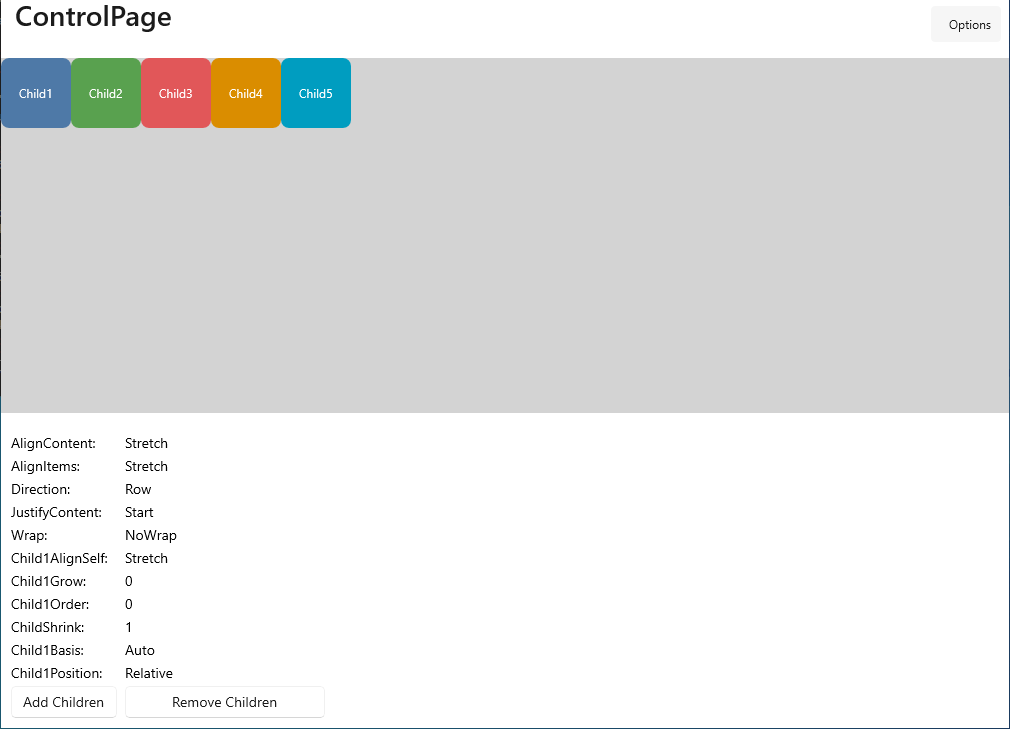 ControlPage
Options
Child1 Child2 Child3 Child4 Child5
AlignContent: Stretch
AlignItems: Stretch
Direction: Row
JustifyContent: Start
Wrap: NoWrap
Child1AlignSelf: Stretch
Child1Grow: 0
Child1Order: 0
ChildShrink: 1
Child1Basis: Auto
Child1Position: Relative
Add Children Remove Children